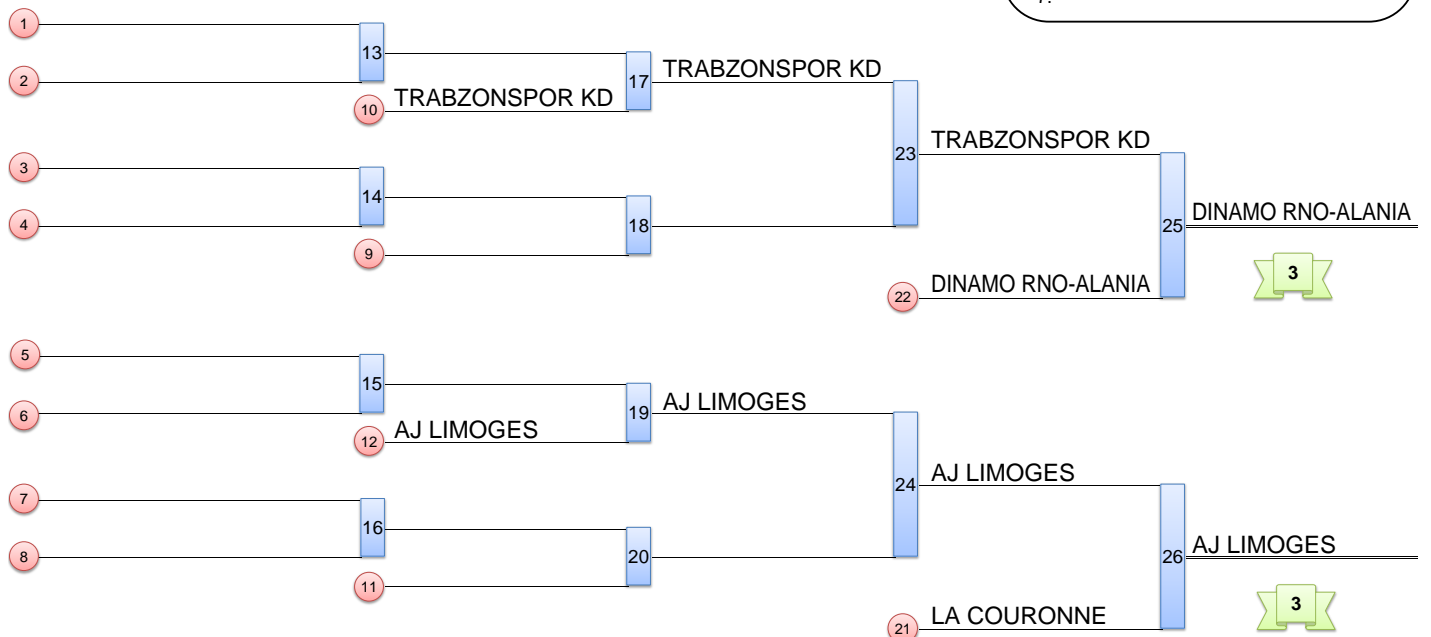 1
13
17
TRABZONSPOR KD
2
10
TRABZONSPOR KD
23
TRABZONSPOR KD
3
14
4
18
9
25
DINAMO RNO-ALANIA
3
22
DINAMO RNO-ALANIA
5
15
6
19
AJ LIMOGES
12
AJ LIMOGES
24
AJ LIMOGES
7
16
8
20
11
26
AJ LIMOGES
3
21
LA COURONNE